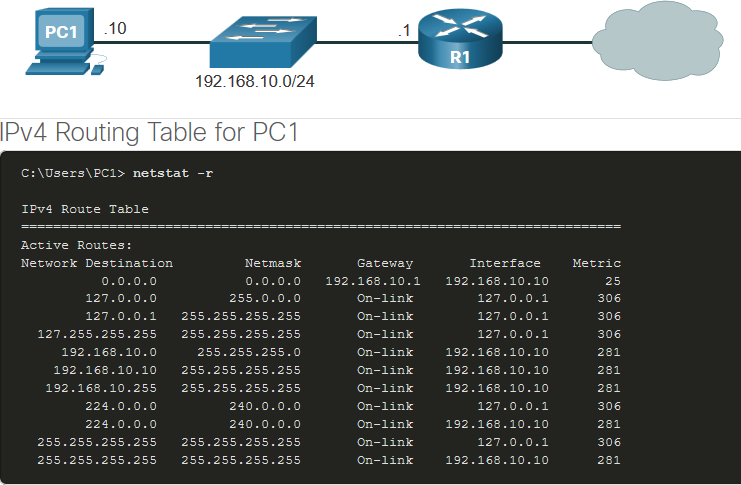 PC1 .10 .1 R1
192.168.10.0/24
IPv4 Routing Table for PC1
C:\Users\PC1> netstat -r
IPv4 Route Table
===========================================================================
Active Routes:
Network Destination Netmask Gateway Interface Metric
0.0.0.0 0.0.0.0 192.168.10.1 192.168.10.10 25
127.0.0.0 255.0.0.0 On-link 127.0.0.1 306
127.0.0.1 255.255.255.255 On-link 127.0.0.1 306
127.255.255.255 255.255.255.255 On-link 127.0.0.1 306
192.168.10.0 255.255.255.0 On-link 192.168.10.10 281
192.168.10.10 255.255.255.255 On-link 192.168.10.10 281
192.168.10.255 255.255.255.255 On-link 192.168.10.10 281
224.0.0.0 240.0.0.0 On-link 127.0.0.1 306
224.0.0.0 240.0.0.0 On-link 192.168.10.10 281
255.255.255.255 255.255.255.255 On-link 127.0.0.1 306
255.255.255.255 255.255.255.255 On-link 192.168.10.10 281